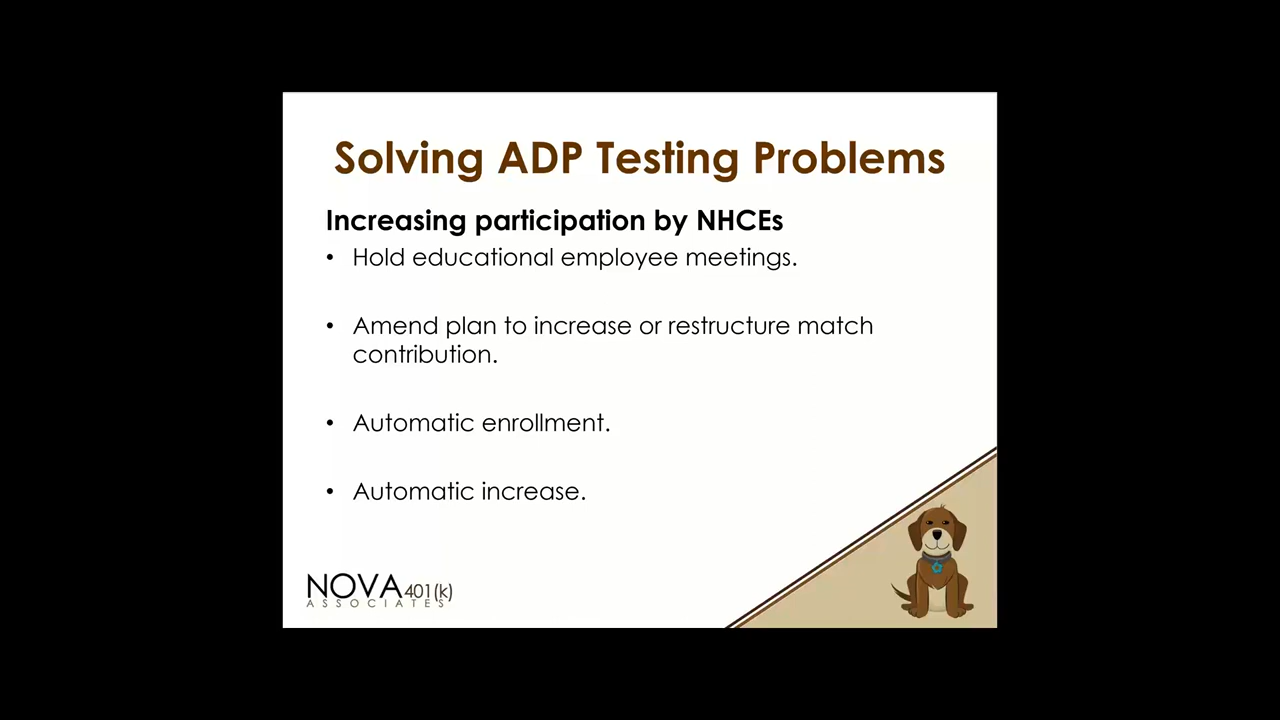 Solving ADP Testing Problems
Increasing participation by NHCEs
• Hold educational employee meetings.
• Amend plan to increase or restructure match
contribution.
• Automatic enrollment.
• Automatic increase.
NOVA 401(k)
ASSOCIATES